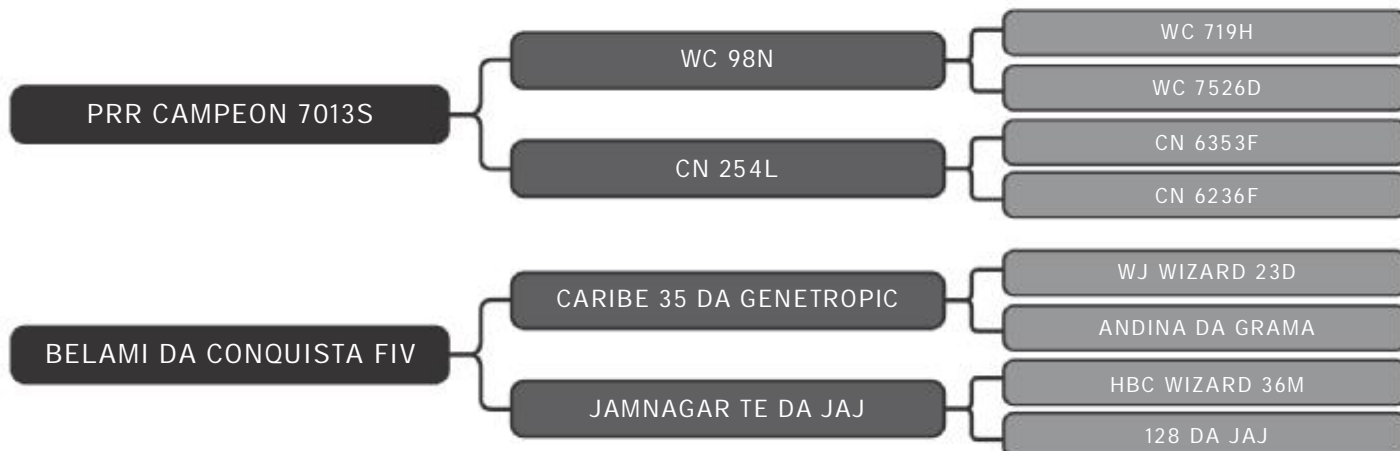 PRR CAMPEON 7013S
WC 98N
CN 254L
WC 719H
WC 7526D
CN 6353F
CN 6236F
BELAMI DA CONQUISTA FIV
CARIBE 35 DA GENETROPIC
JAMNAGAR TE DA JAJ
WJ WIZARD 23D
ANDINA DA GRAMA
HBC WIZARD 36M
128 DA JAJ